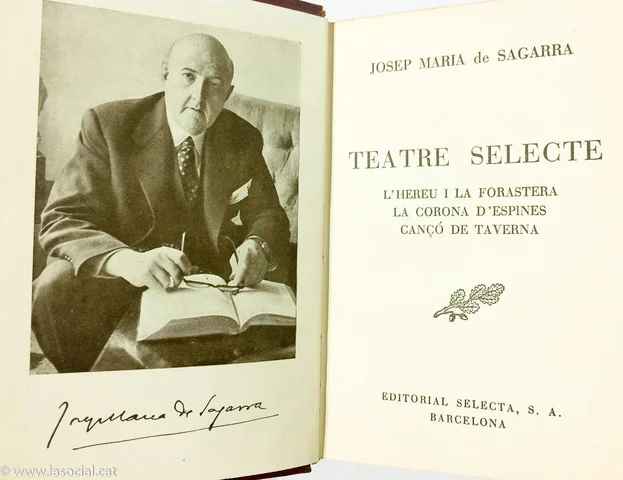 Josep Maria de Sagarra
© www.lasocial.cat
JOSEP MARIA de SAGARRA
TEATRE SELECTE
L'HEREU I LA FORASTERA
LA CORONA D'ESPINES
CANÇÓ DE TAVERNA
EDITORIAL SELECTA, S. A.
BARCELONA